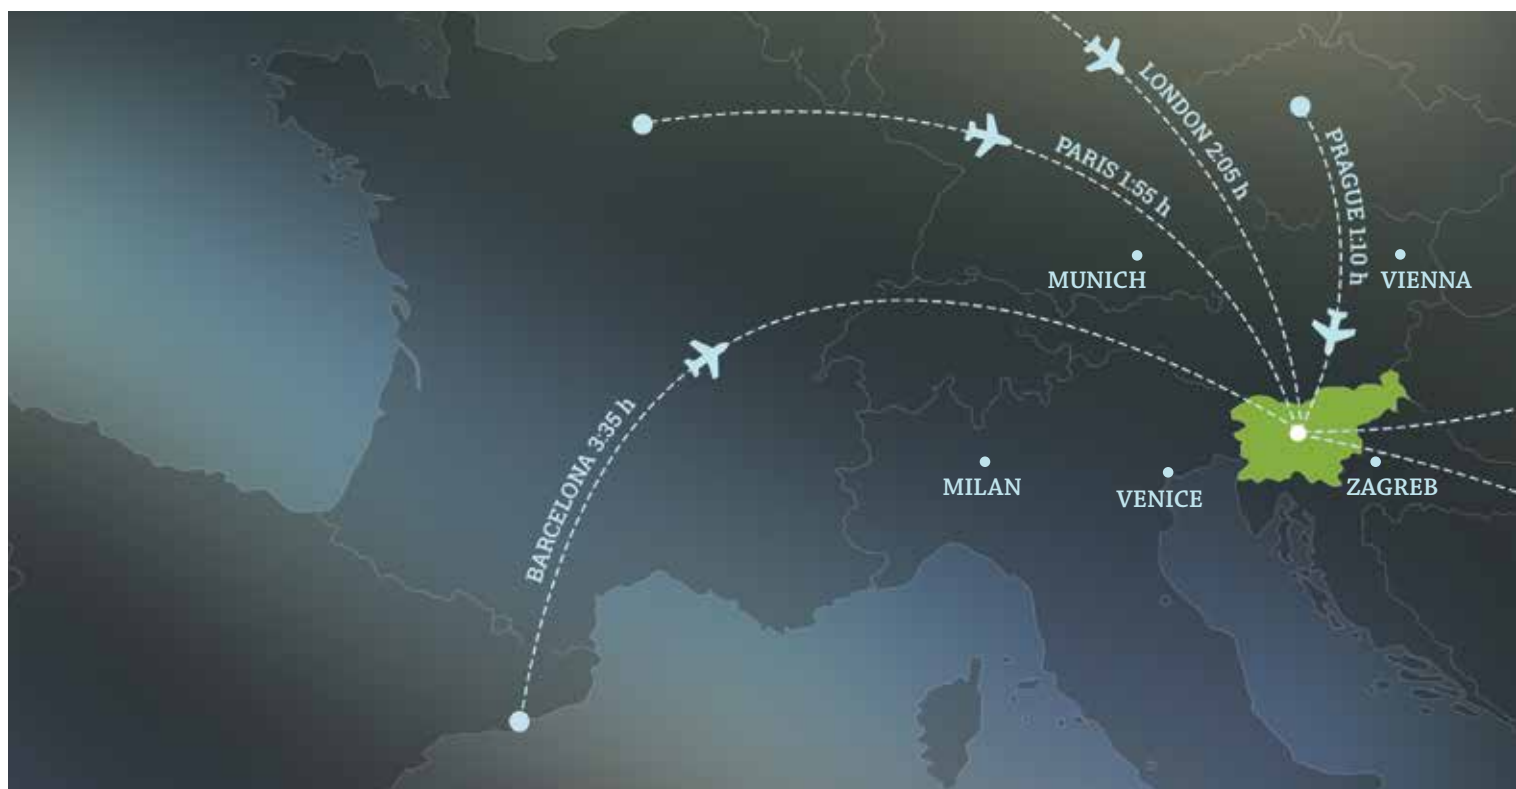 LONDON 2:05 h
PARIS 1:55 h
PRAGUE 1:10 h
MUNICH
VIENNA
BARCELONA 3:35 h
MILAN
VENICE
ZAGREB